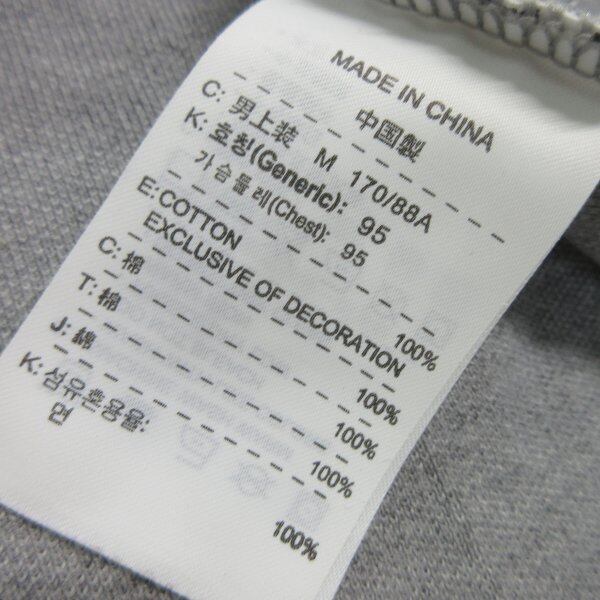 MADE IN CHINA
中国製
C: 男上装 M 170/88A
K: 호칭(Generic): 95
가슴둘레(Chest): 95
E: COTTON 100%
EXCLUSIVE OF DECORATION
C: 棉 100%
T: 棉 100%
J: 綿 100%
K: 섬유혼용율:
면 100%